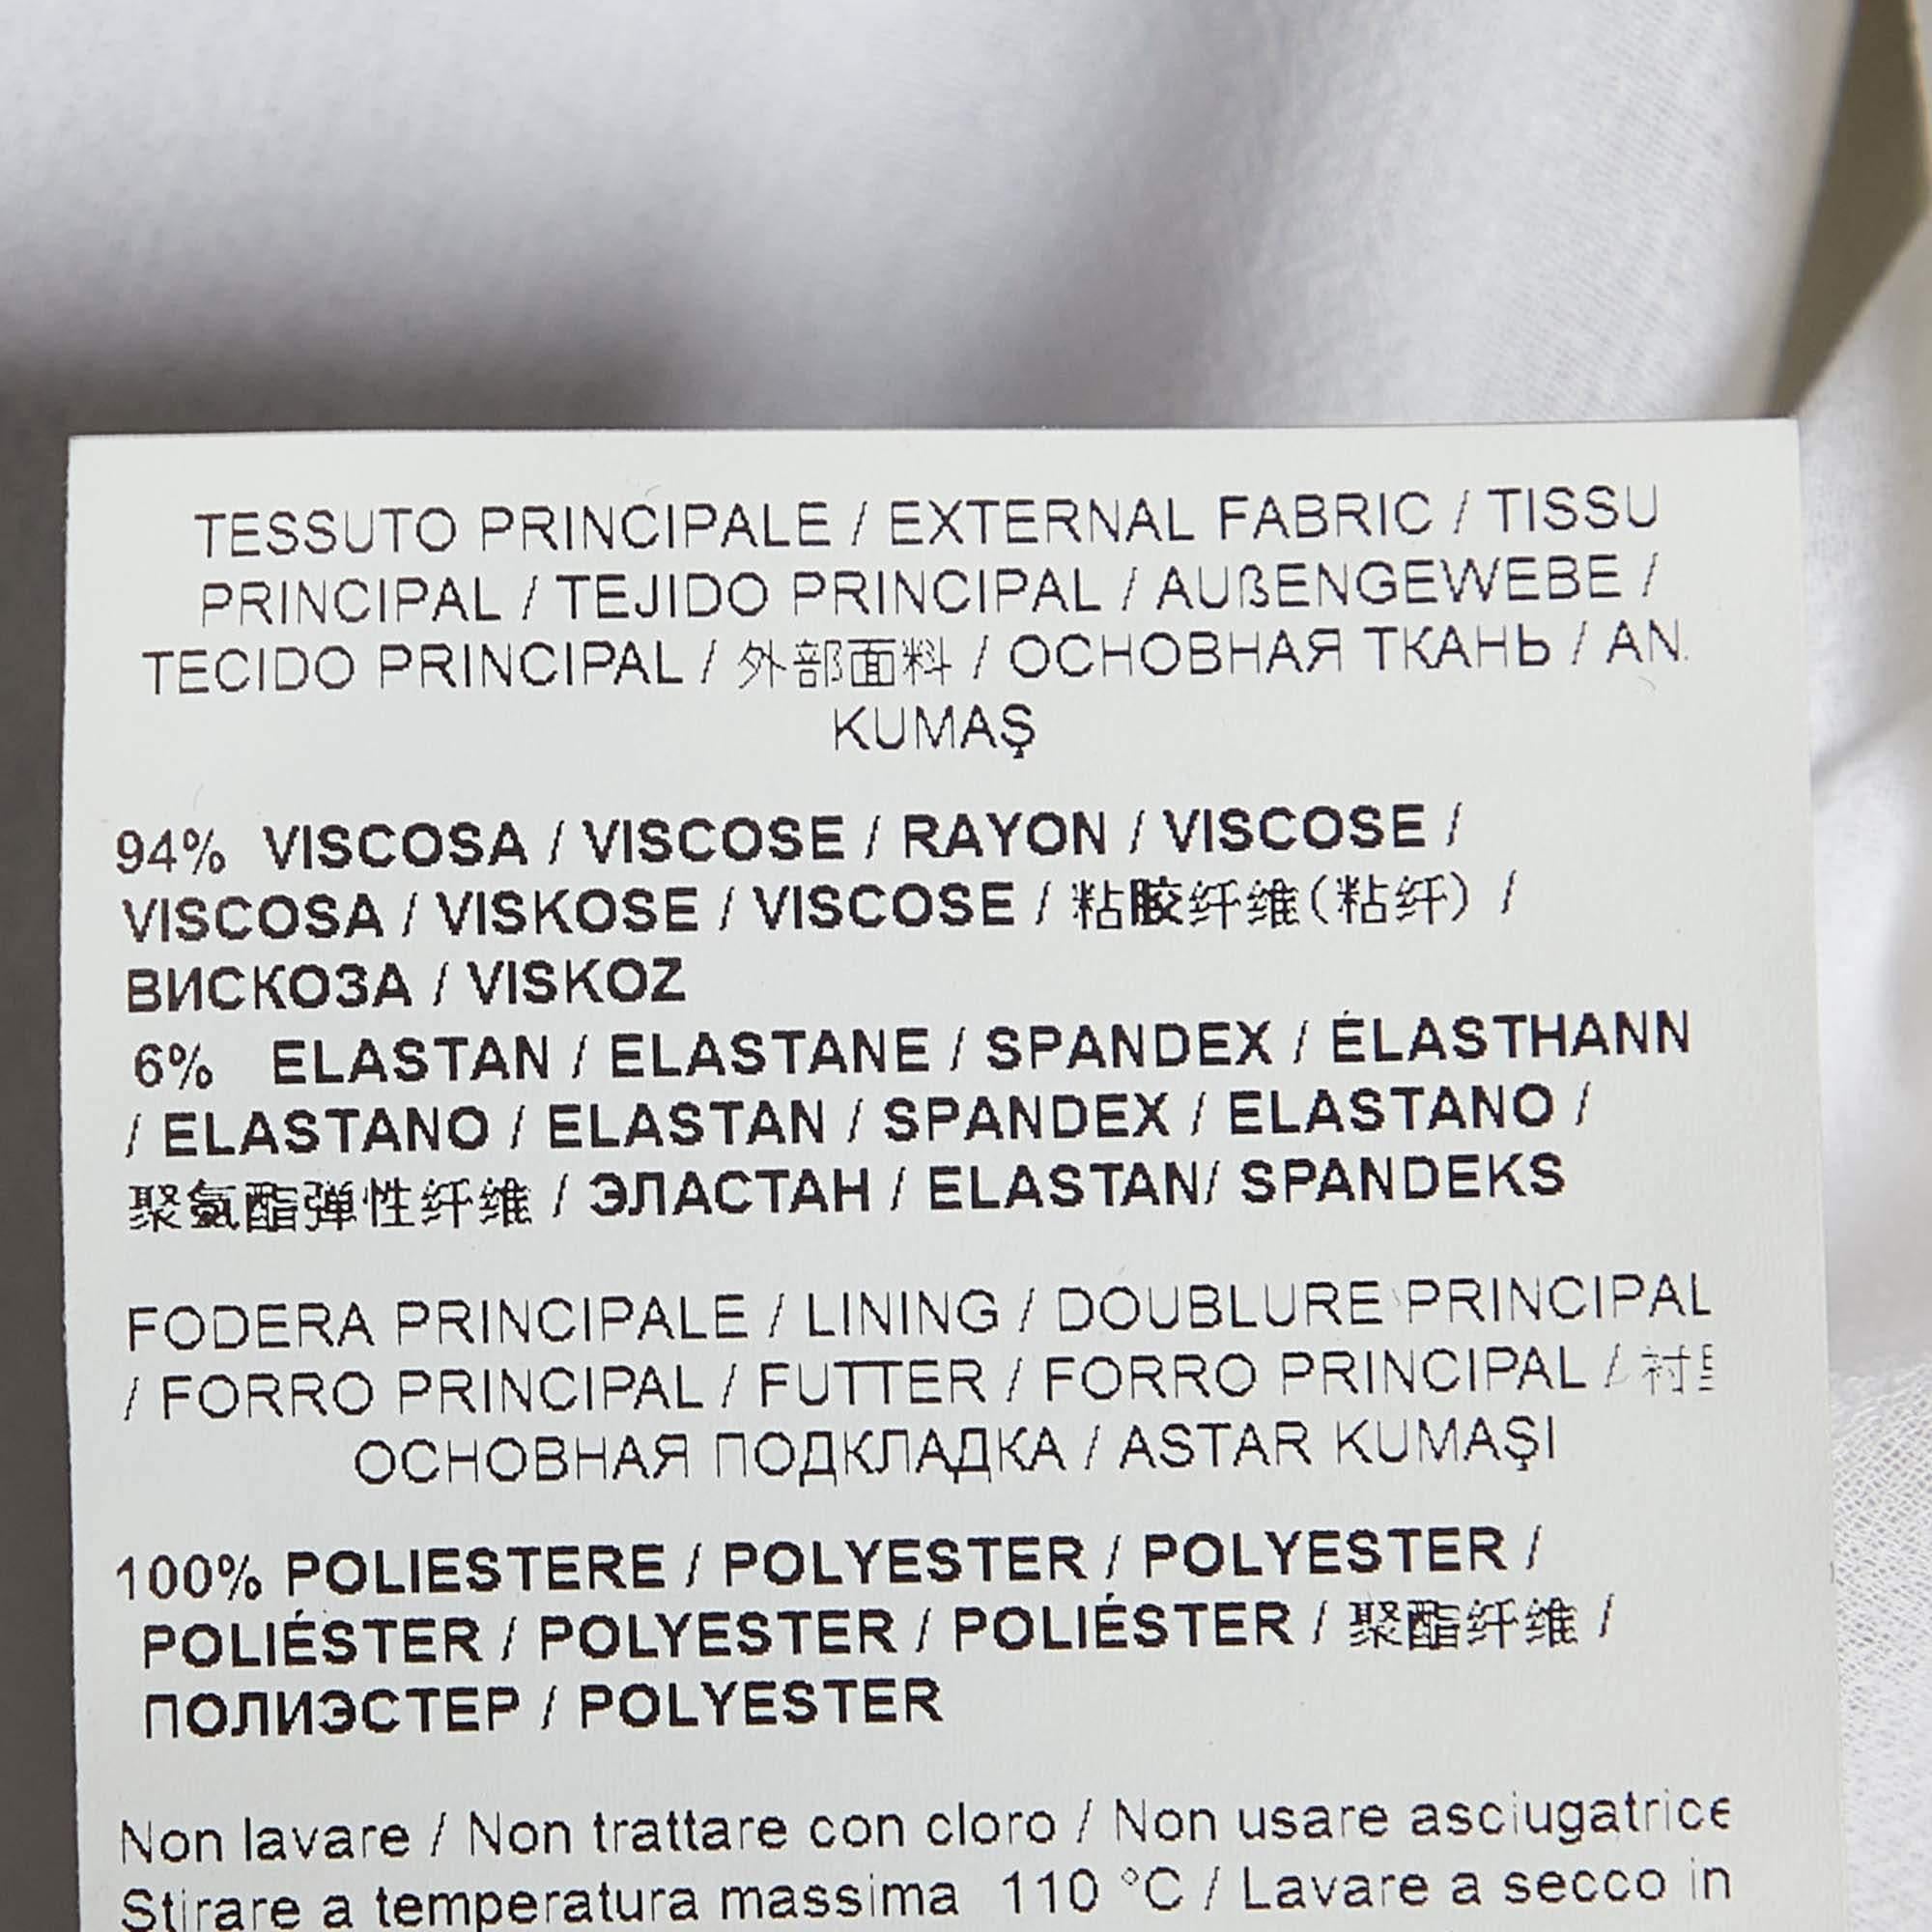 TESSUTO PRINCIPALE / EXTERNAL FABRIC / TISSU
PRINCIPAL / TEJIDO PRINCIPAL / AUßENGEWEBE /
TECIDO PRINCIPAL / 外部面料 / ОСНОВНАЯ ТКАНЬ / AN
KUMAŞ
94% VISCOSA / VISCOSE / RAYON / VISCOSE /
VISCOSA / VISKOSE / VISCOSE / 粘胶纤维(粘纤) /
ВИСКОЗА / VISKOZ
6% ELASTAN / ELASTANE / SPANDEX / ÉLASTHANN
/ ELASTANO / ELASTAN / SPANDEX / ELASTANO /
聚氨酯弹性纤维 / ЭЛАСТАН / ELASTAN/ SPANDEKS
FODERA PRINCIPALE / LINING / DOUBLURE PRINCIPAL
/ FORRO PRINCIPAL / FUTTER / FORRO PRINCIPAL / 衬
ОСНОВНАЯ ПОДКЛАДКА / ASTAR KUMAŞI
100% POLIESTERE / POLYESTER / POLYESTER /
POLIÉSTER / POLYESTER / POLIÉSTER / 聚酯纤维 /
ПОЛИЭСТЕР / POLYESTER
Non lavare / Non trattare con cloro / Non usare asciugatrice
Stirare a temperatura massima 110 °C / Lavare a secco in